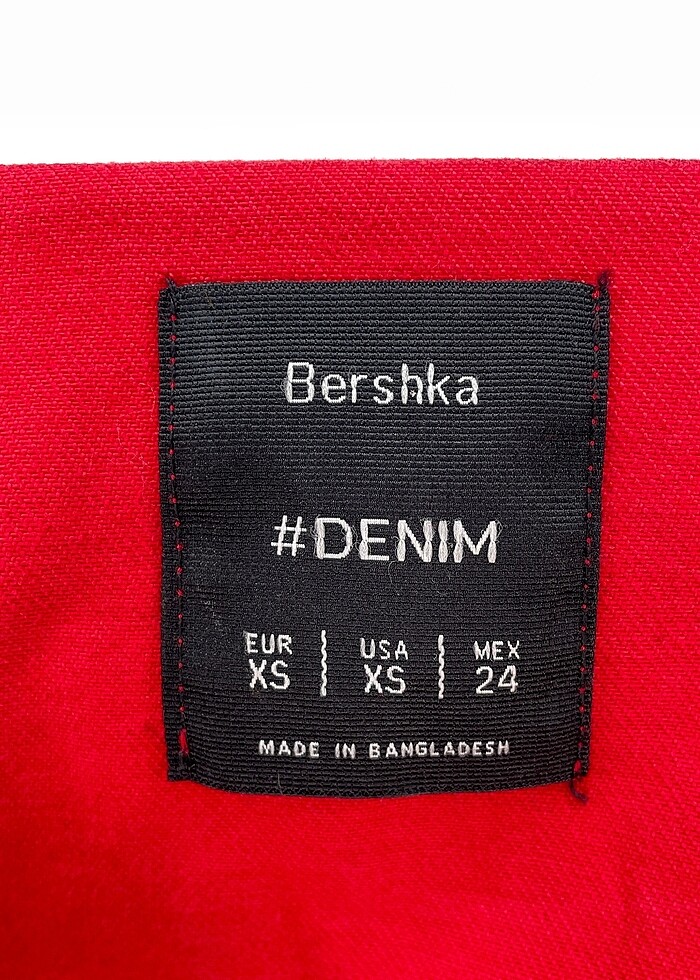 Bershka
#DENIM
EUR USA MEX
XS XS 24
MADE IN BANGLADESH